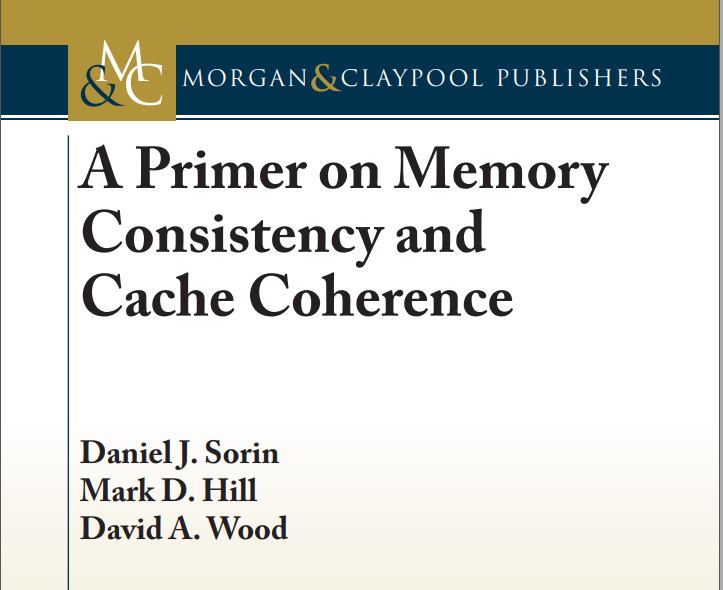 M&C MORGAN&CLAYPOOL PUBLISHERS
A Primer on Memory
Consistency and
Cache Coherence
Daniel J. Sorin
Mark D. Hill
David A. Wood